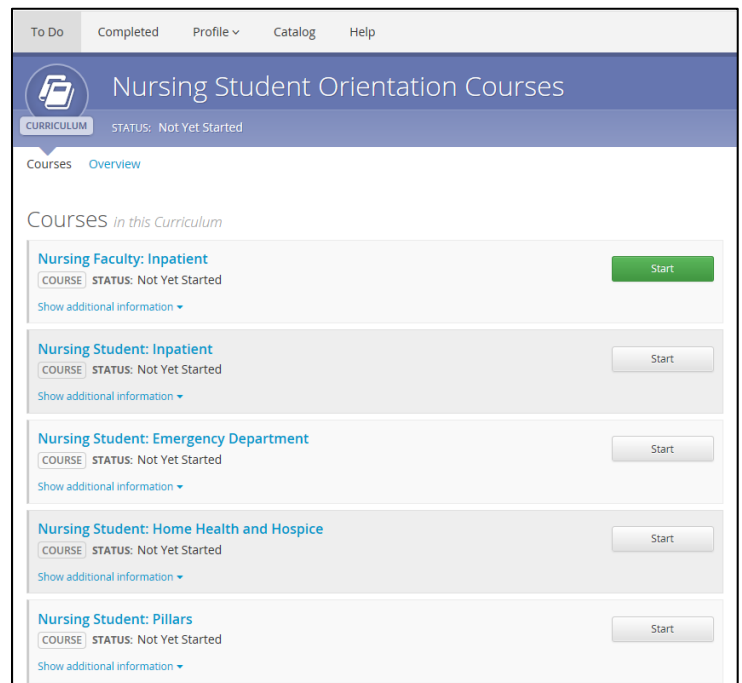 To Do Completed Profile Catalog Help
Nursing Student Orientation Courses
CURRICULUM STATUS: Not Yet Started
Courses Overview
Courses in this Curriculum
Nursing Faculty: Inpatient
Start
COURSE STATUS: Not Yet Started
Show additional information
Nursing Student: Inpatient
Start
COURSE STATUS: Not Yet Started
Show additional information
Nursing Student: Emergency Department
Start
COURSE STATUS: Not Yet Started
Show additional information
Nursing Student: Home Health and Hospice
Start
COURSE STATUS: Not Yet Started
Show additional information
Nursing Student: Pillars
Start
COURSE STATUS: Not Yet Started
Show additional information